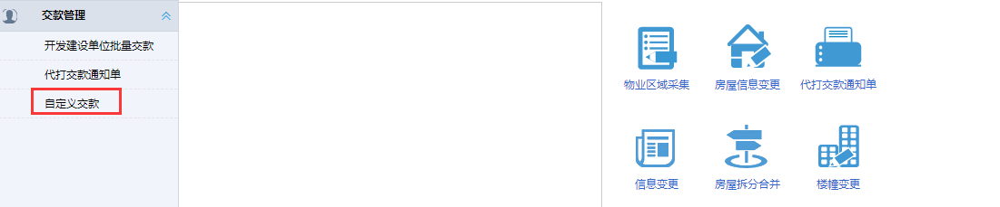 交款管理
开发建设单位批量交款
代打交款通知单
自定义交款
物业区域采集
房屋信息变更
代打交款通知单
信息变更
房屋拆分合并
楼幢变更